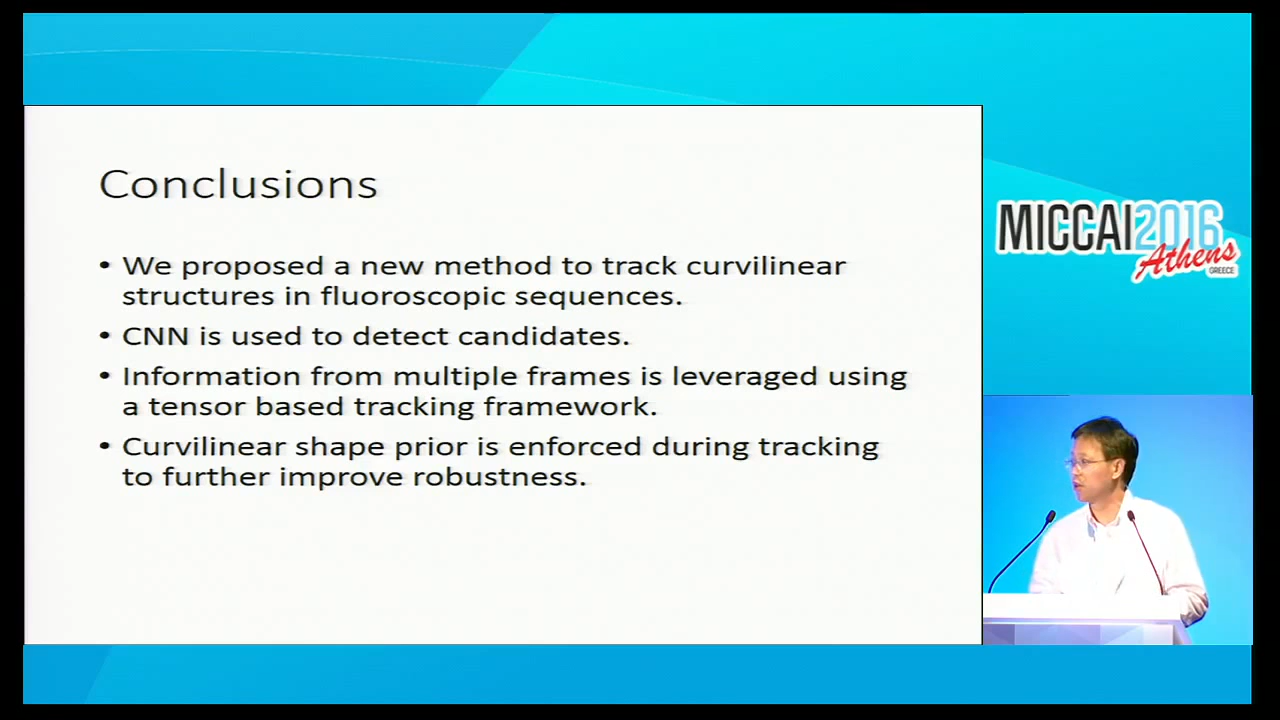 Conclusions
• We proposed a new method to track curvilinear
structures in fluoroscopic sequences.
• CNN is used to detect candidates.
• Information from multiple frames is leveraged using
a tensor based tracking framework.
• Curvilinear shape prior is enforced during tracking
to further improve robustness.
MICCAI2016
Athens
GREECE